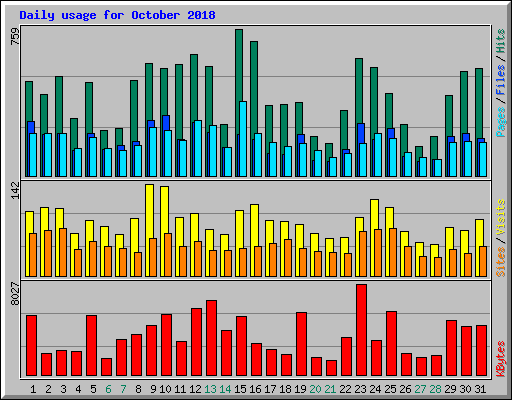 Daily usage for October 2018
759
Pages / Files / Hits
142
Sites / Visits
8027
KBytes
1 2 3 4 5 6 7 8 9 10 11 12 13 14 15 16 17 18 19 20 21 22 23 24 25 26 27 28 29 30 31